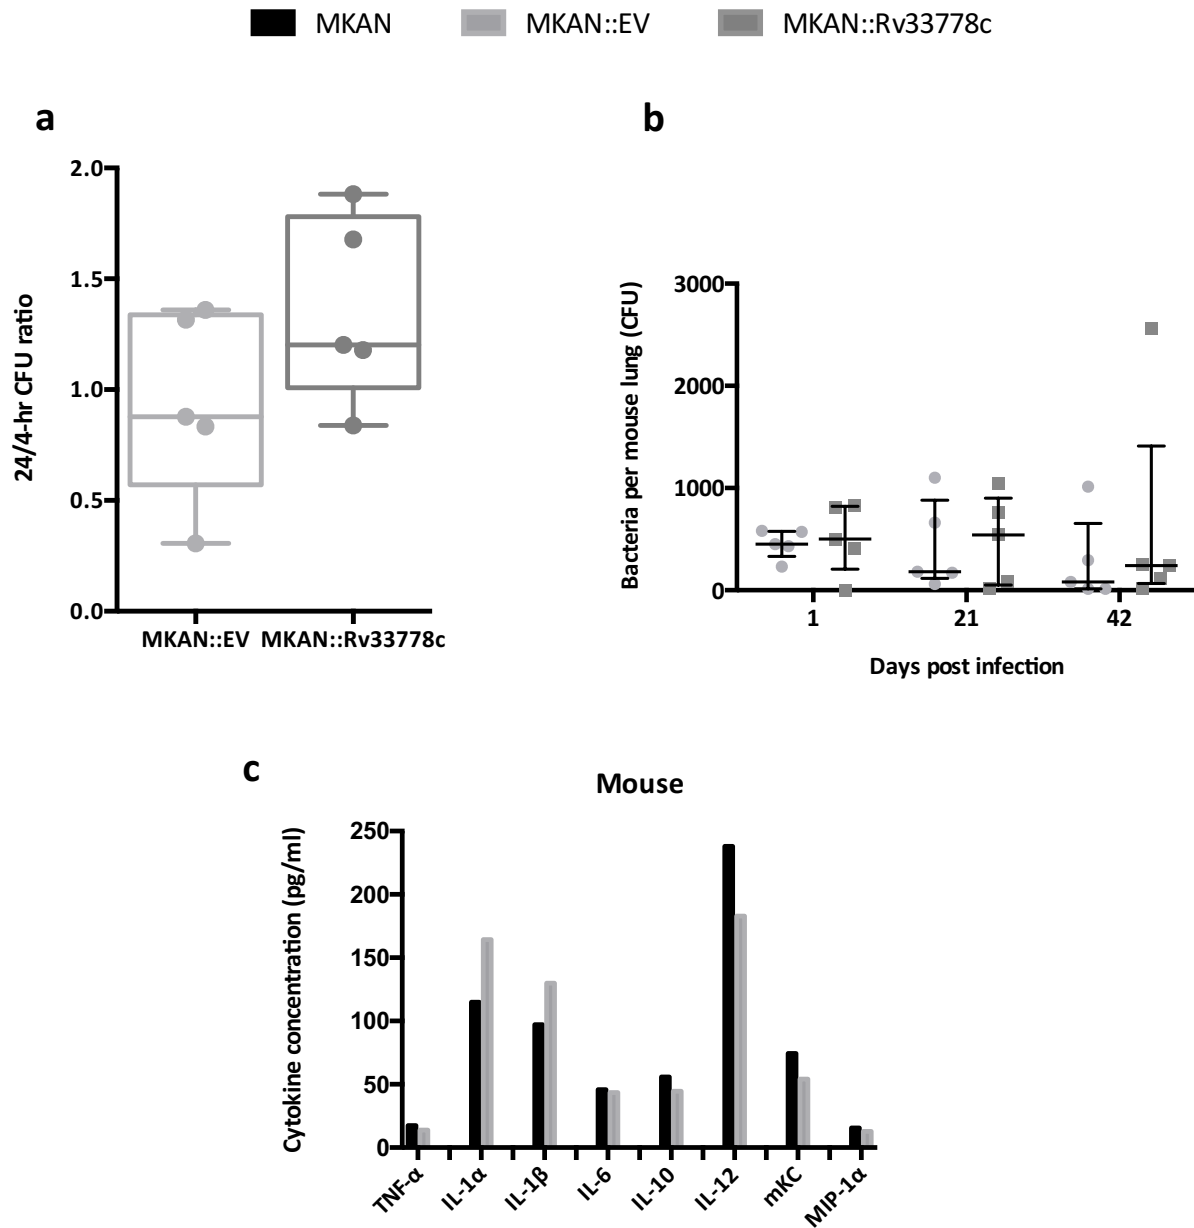 MKAN MKAN::EV MKAN::Rv33778c
a
b
2.0
1.5
1.0
0.5
0.0
24/4-hr CFU ratio
MKAN::EV MKAN::Rv33778c
3000
2000
1000
0
Bacteria per mouse lung (CFU)
1 21 42
Days post infection
c
Mouse
250
200
150
100
50
0
Cytokine concentration (pg/ml)
TNF-α IL-1α IL-1β IL-6 IL-10 IL-12 mKC MIP-1α